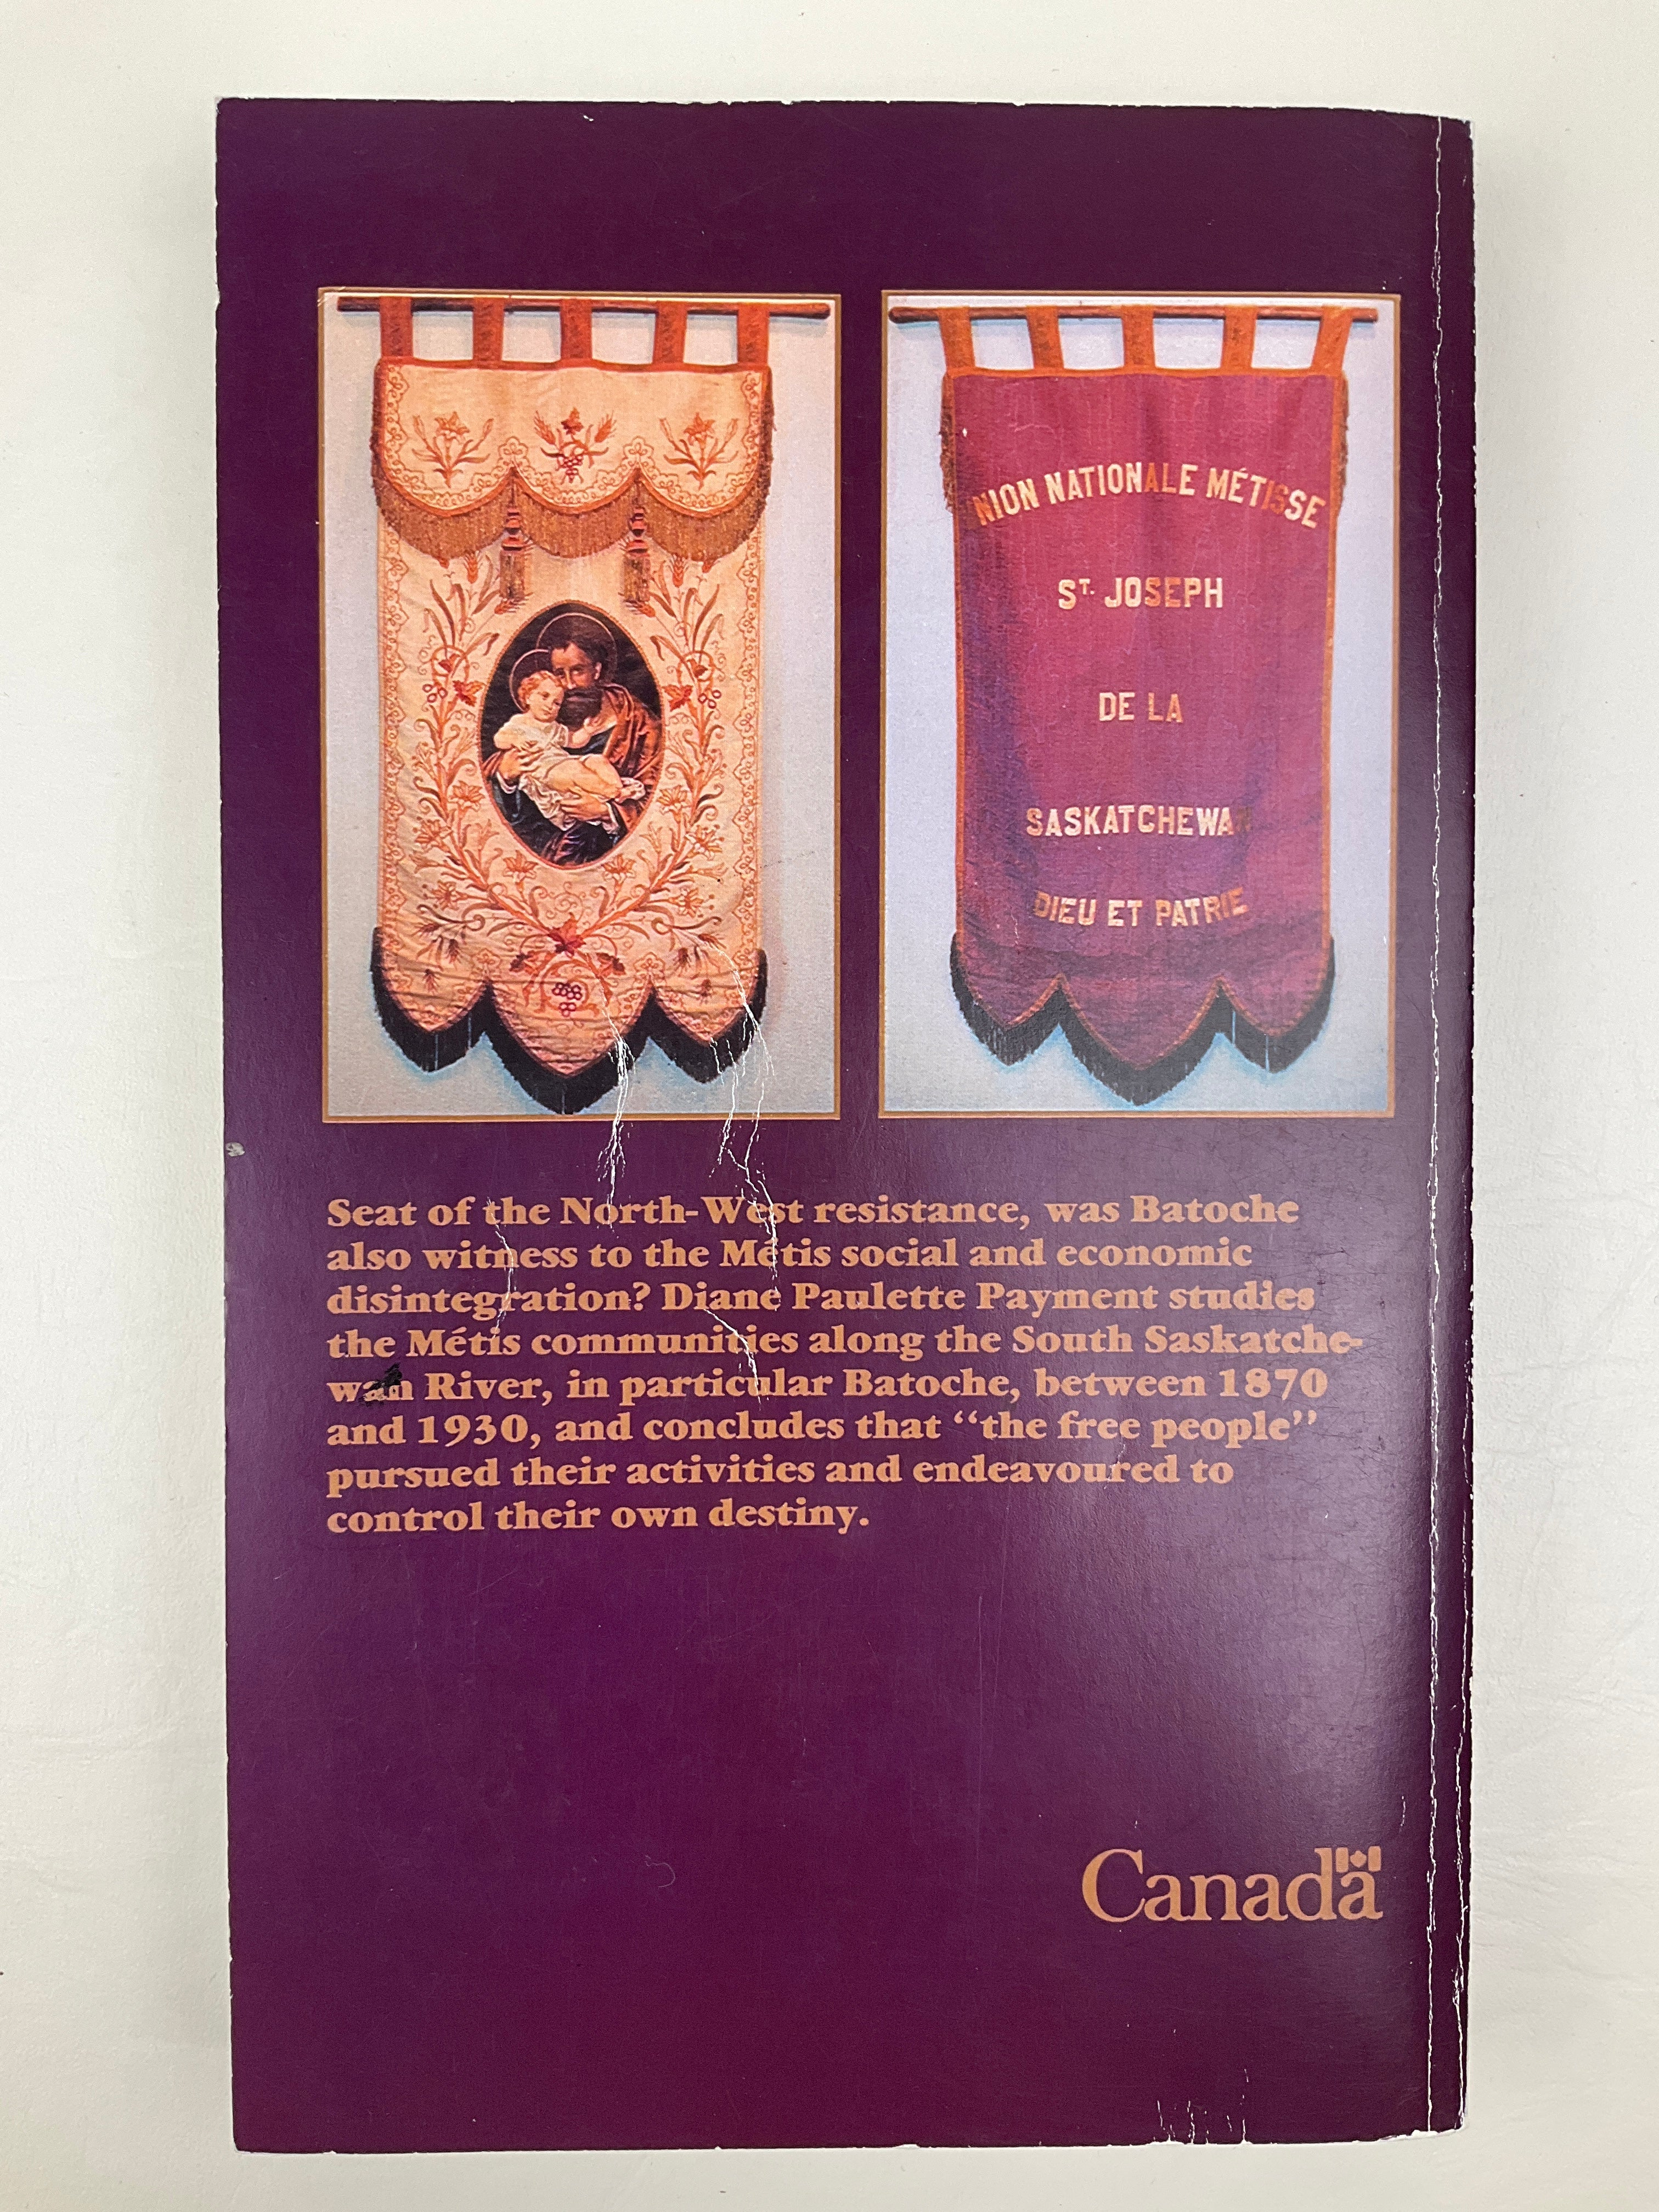 NION NATIONALE MÉTISSE
ST. JOSEPH
DE LA
SASKATCHEWAN
DIEU ET PATRIE
Seat of the North-West resistance, was Batoche
also witness to the Métis social and economic
disintegration? Diane Paulette Payment studies
the Métis communities along the South Saskatche-
wan River, in particular Batoche, between 1870
and 1930, and concludes that “the free people”
pursued their activities and endeavoured to
control their own destiny.
Canada